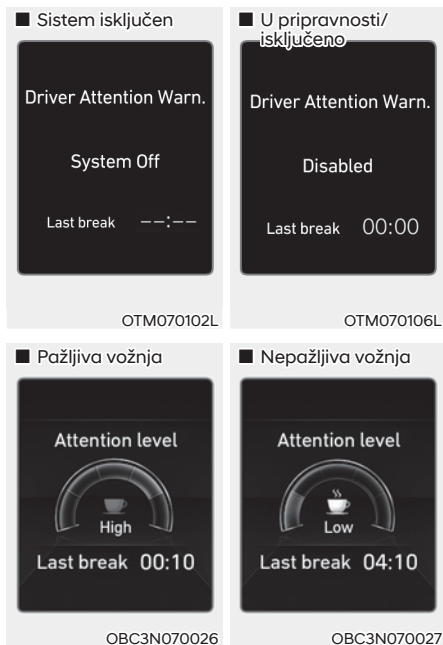 ■ Sistem isključen
Driver Attention Warn.
System Off
Last break --:--
OTM070102L
■ U pripravnosti/
isključeno
Driver Attention Warn.
Disabled
Last break 00:00
OTM070106L
■ Pažljiva vožnja
Attention level
High
Last break 00:10
OBC3N070026
■ Nepažljiva vožnja
Attention level
Low
Last break 04:10
OBC3N070027